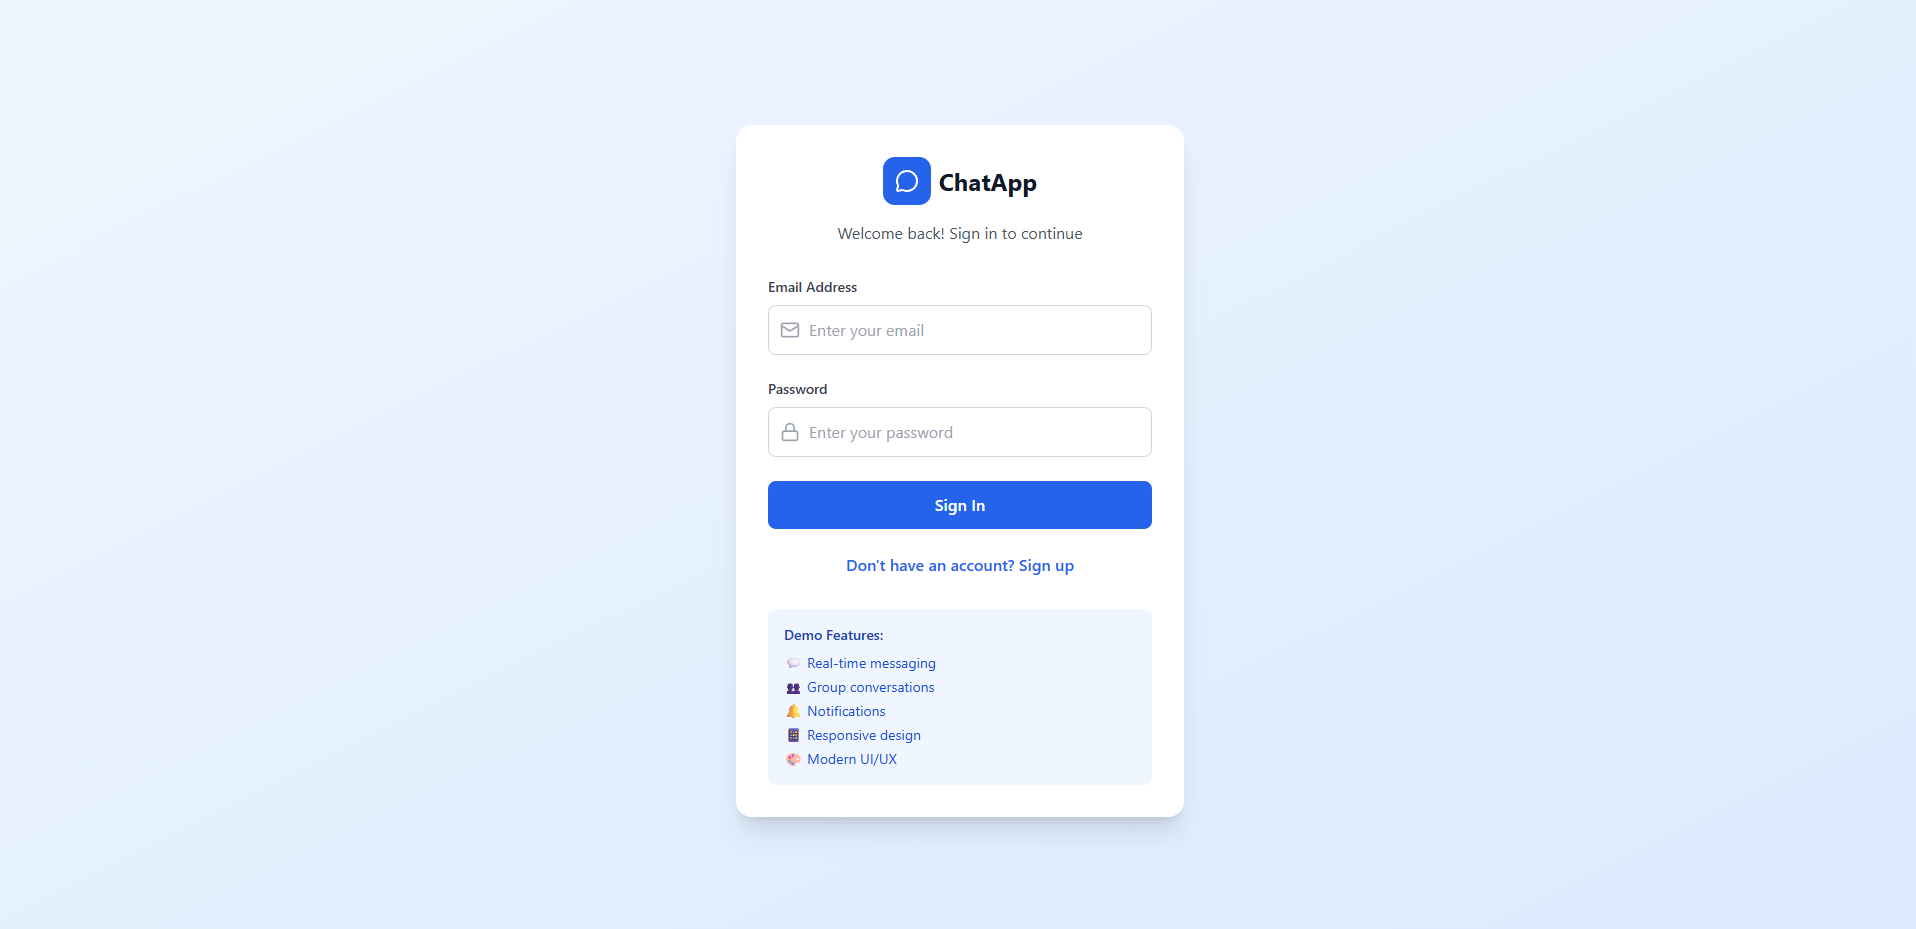 ChatApp
Welcome back! Sign in to continue
Email Address
Enter your email
Password
Enter your password
Sign In
Don't have an account? Sign up
Demo Features:
Real-time messaging
Group conversations
Notifications
Responsive design
Modern UI/UX